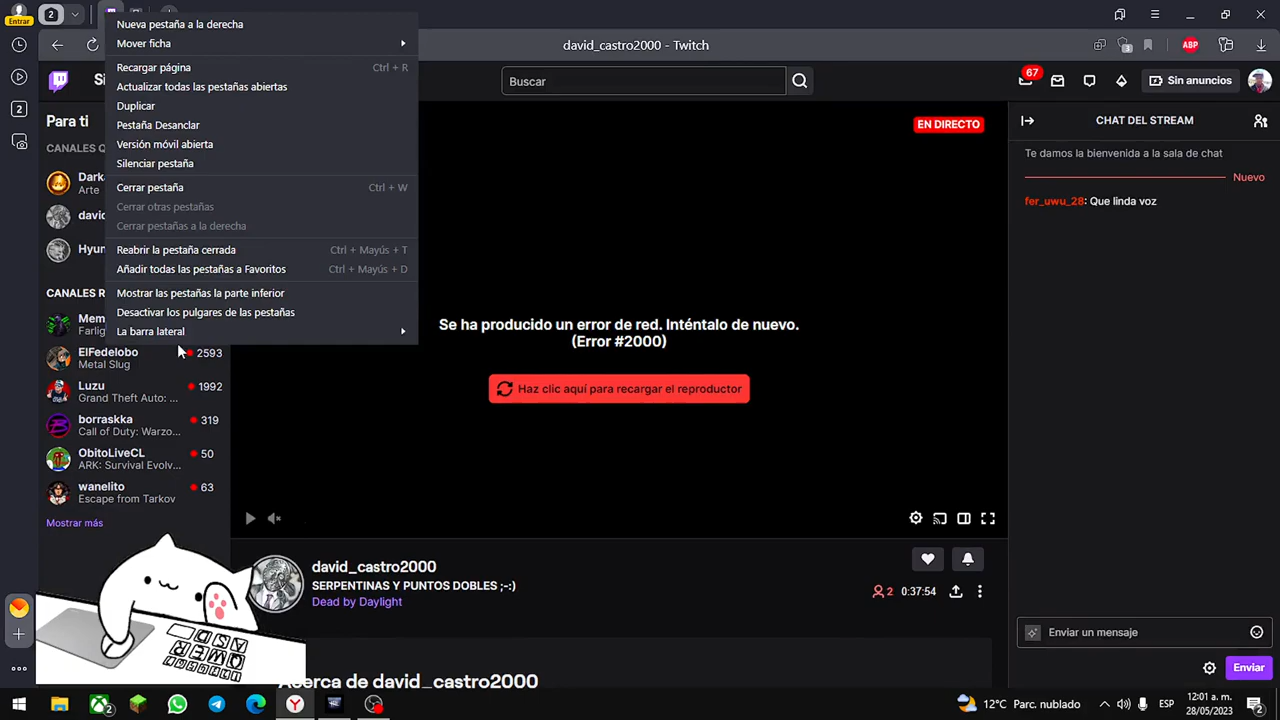 Entrar
2
Nueva pestaña a la derecha
Mover ficha
Recargar página Ctrl + R
Actualizar todas las pestañas abiertas
Duplicar
Pestaña Desanclar
Versión móvil abierta
Silenciar pestaña
Cerrar pestaña Ctrl + W
Cerrar otras pestañas
Cerrar pestañas a la derecha
Reabrir la pestaña cerrada Ctrl + Mayús + T
Añadir todas las pestañas a Favoritos Ctrl + Mayús + D
Mostrar las pestañas la parte inferior
Desactivar los pulgares de las pestañas
La barra lateral
david_castro2000 - Twitch
3
ABP
2
Buscar
67
Sin anuncios
Para ti
Arte
EN DIRECTO
CHAT DEL STREAM
Te damos la bienvenida a la sala de chat
Nuevo
fer_uwu_28: Que linda voz
ElFedelobo 2593
Metal Slug
Luzu 1992
Grand Theft Auto: ...
borraskka 319
Call of Duty: Warzo...
ObitoLiveCL 50
ARK: Survival Evolv...
wanelito 63
Escape from Tarkov
Mostrar más
Se ha producido un error de red. Inténtalo de nuevo.
(Error #2000)
Haz clic aquí para recargar el reproductor
david_castro2000
SERPENTINAS Y PUNTOS DOBLES ;-:)
Dead by Daylight
2 0:37:54
Acerca de david_castro2000
Enviar un mensaje
Enviar
12°C Parc. nublado
ESP
12:01 a. m.
28/05/2023
2